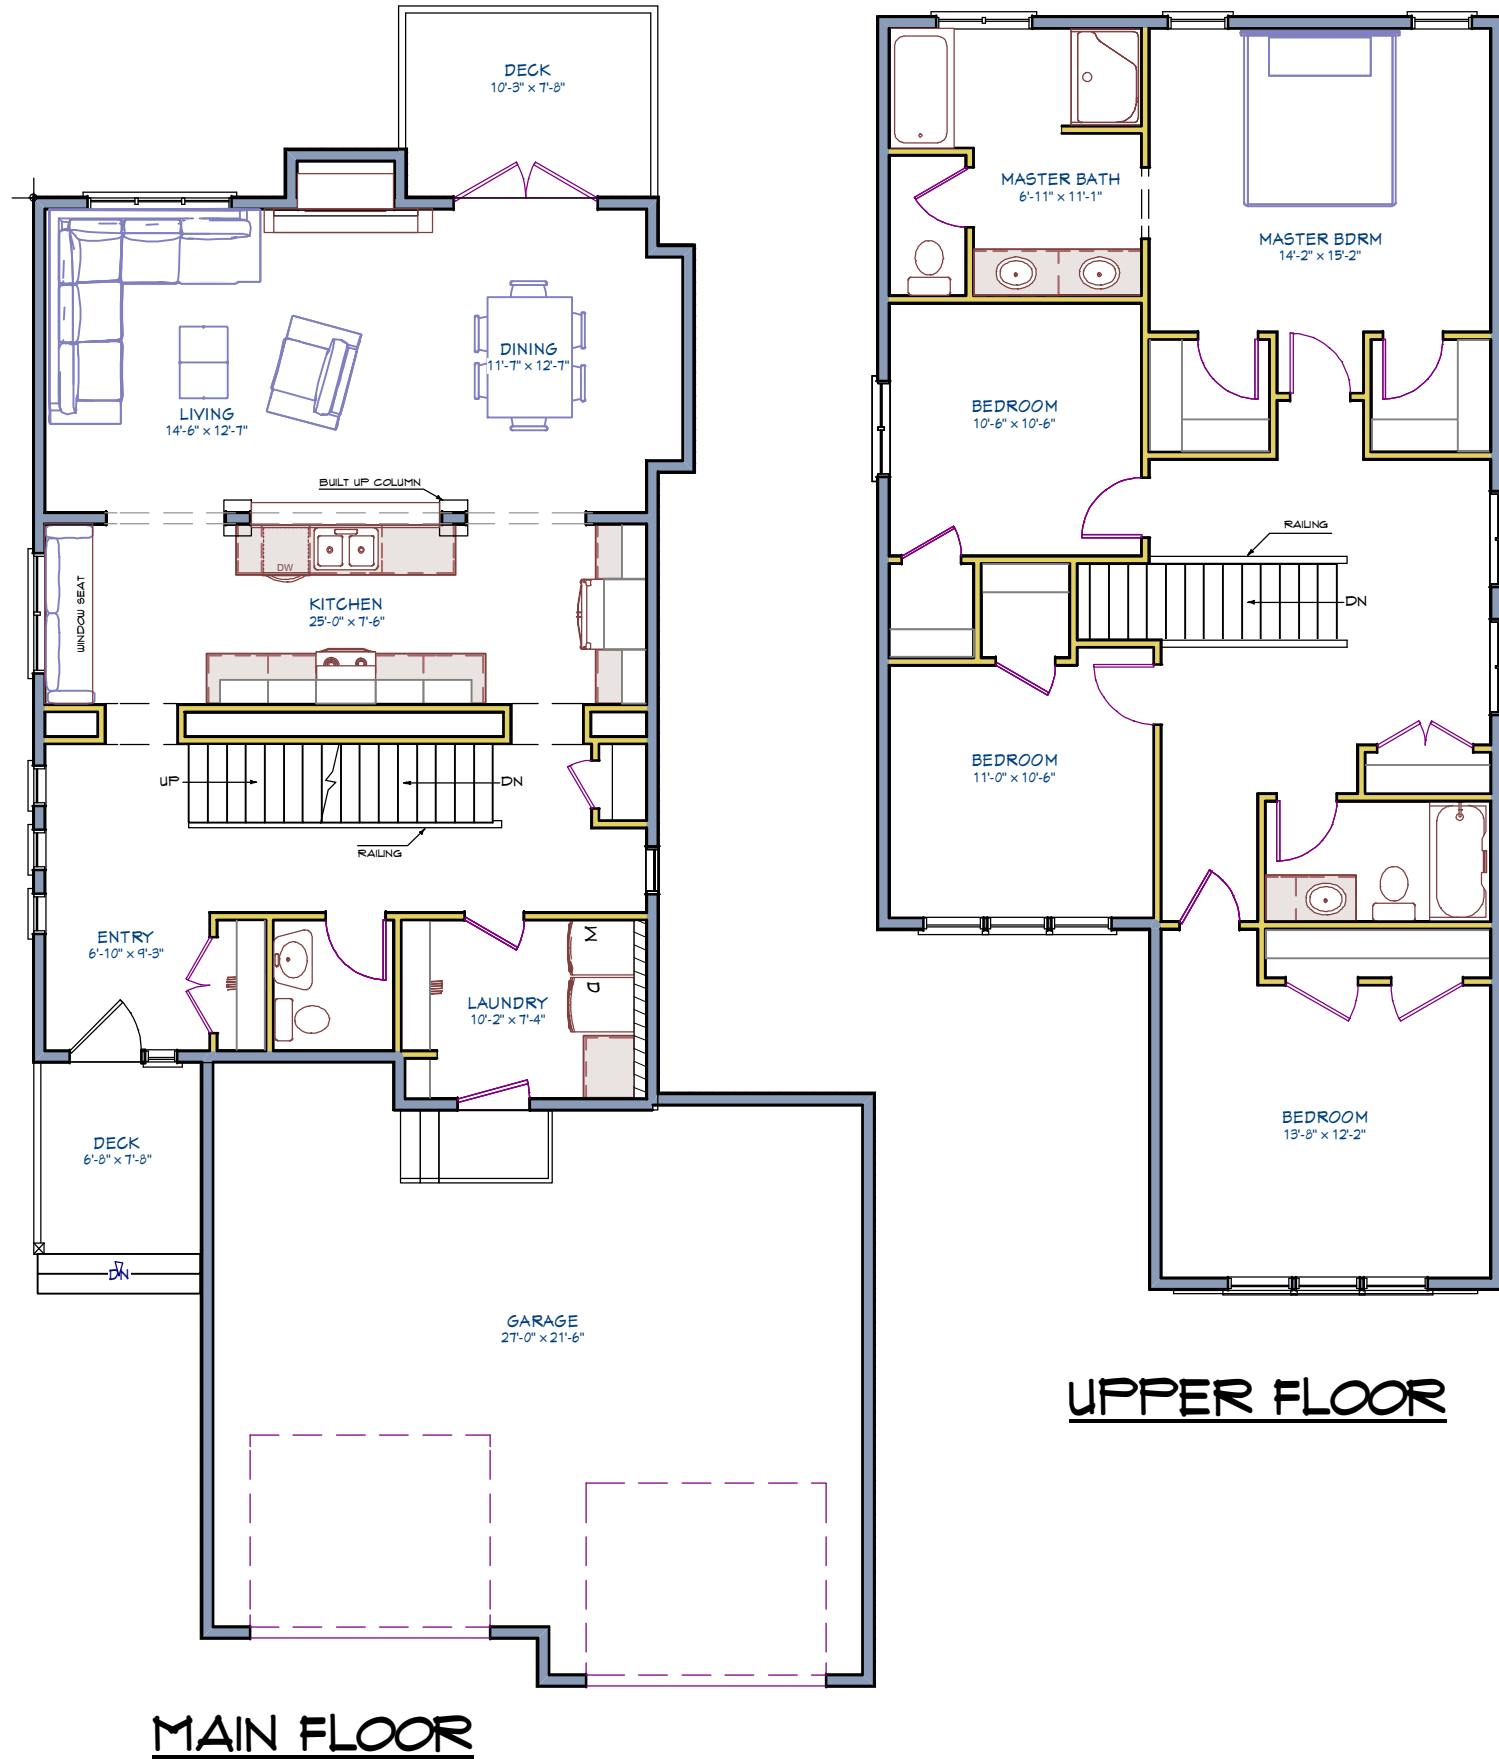 DECK
10'-3" x 7'-8"
DINING
11'-7" x 12'-7"
LIVING
14'-6" x 12'-7"
BUILT UP COLUMN
DW
WINDOW SEAT
KITCHEN
25'-0" x 7'-6"
UP
DN
RAILING
ENTRY
6'-10" x 9'-3"
M
D
LAUNDRY
10'-2" x 7'-4"
DECK
6'-8" x 7'-8"
DN
GARAGE
27'-0" x 21'-6"
MAIN FLOOR
MASTER BATH
6'-11" x 11'-1"
MASTER BDRM
14'-2" x 15'-2"
BEDROOM
10'-6" x 10'-6"
RAILING
DN
BEDROOM
11'-0" x 10'-6"
BEDROOM
13'-8" x 12'-2"
UPPER FLOOR